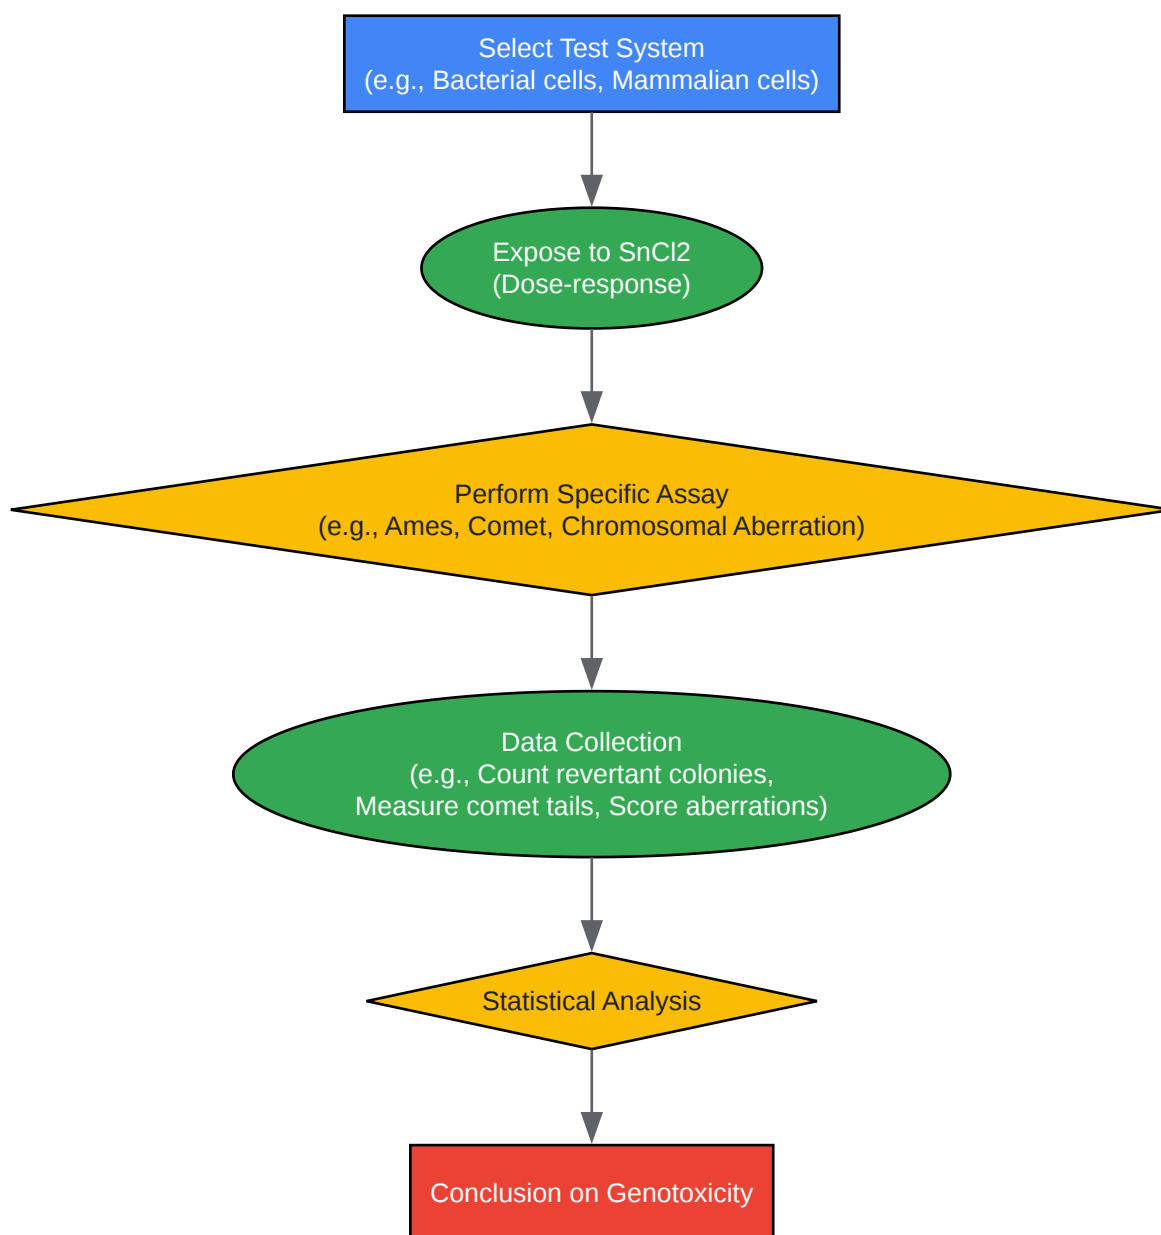 Select Test System
(e.g., Bacterial cells, Mammalian cells)
Expose to SnCl2
(Dose-response)
Perform Specific Assay
(e.g., Ames, Comet, Chromosomal Aberration)
Data Collection
(e.g., Count revertant colonies,
Measure comet tails, Score aberrations)
Statistical Analysis
Conclusion on Genotoxicity